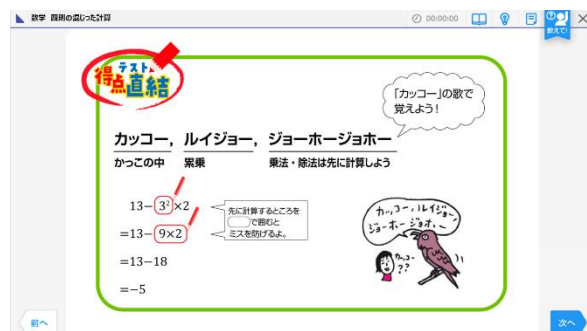 数学 四則の混じった計算
00:00:00
教えて!
テスト
得点直結
「カッコー」の歌で
覚えよう!
カッコー, ルイジョー, ジョーホージョホー
かっこの中 累乗 乗法・除法は先に計算しよう
13−3²×2
=13−9×2
=13−18
=−5
先に計算するところを
で囲むと
ミスを防げるよ。
カッコー,ルイジョー,
ジョーホージョホー
カッコー
??
前へ
次へ